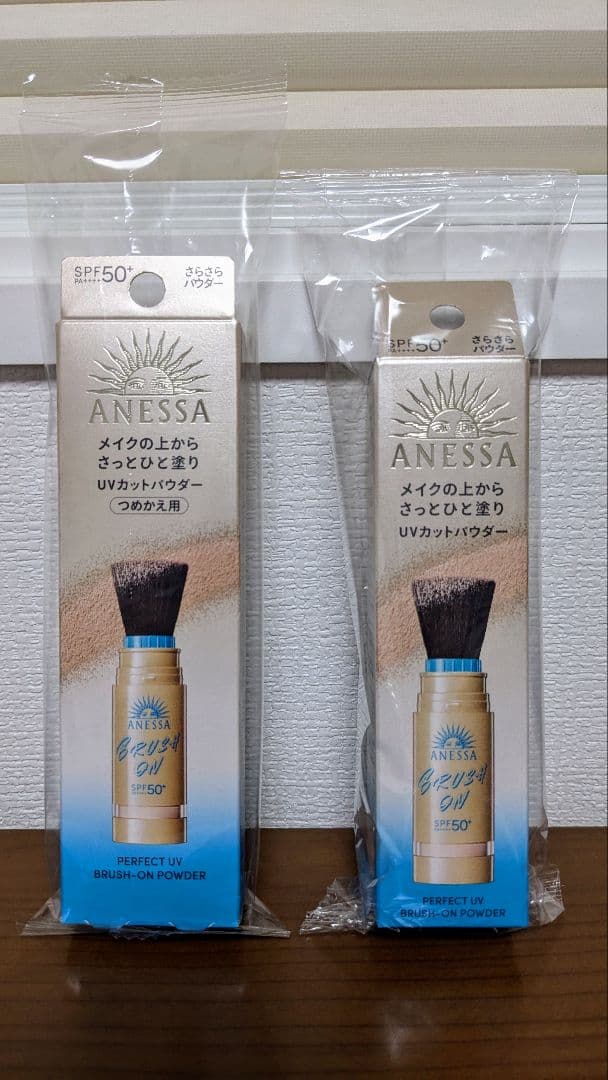 SPF50+
PA++++
さらさら
パウダー
ANESSA
メイクの上から
さっとひと塗り
UVカットパウダー
つめかえ用
ANESSA
BRUSH
ON
SPF50+
PA++++
PERFECT UV
BRUSH-ON POWDER
SPF50+
PA++++
さらさら
パウダー
ANESSA
メイクの上から
さっとひと塗り
UVカットパウダー
ANESSA
BRUSH
ON
SPF50+
PA++++
PERFECT UV
BRUSH-ON POWDER